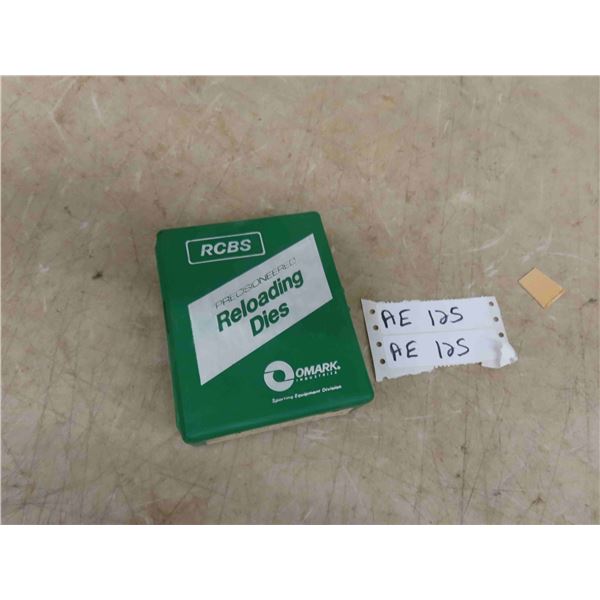 RCBS
PRECISIONEERED
Reloading
Dies
OMARK
INDUSTRIES
Sporting Equipment Division
AE 125
AE 125